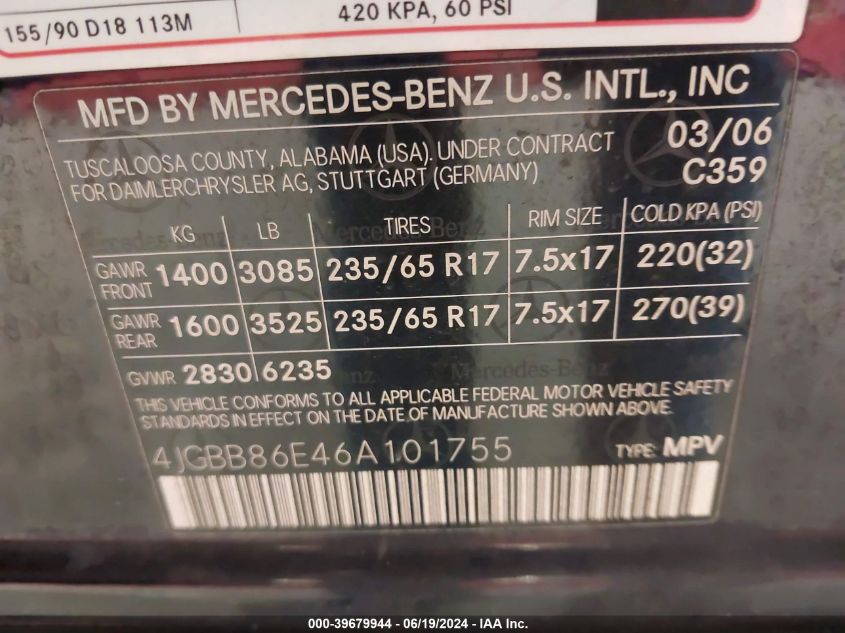 155/90 D18 113M 420 KPA, 60 PSI
MFD BY MERCEDES-BENZ U.S. INTL., INC
TUSCALOOSA COUNTY, ALABAMA (USA). UNDER CONTRACT 03/06
FOR DAIMLERCHRYSLER AG, STUTTGART (GERMANY) C359
KG LB TIRES RIM SIZE COLD KPA (PSI)
GAWR FRONT 1400 3085 235/65 R17 7.5x17 220(32)
GAWR REAR 1600 3525 235/65 R17 7.5x17 270(39)
GVWR 2830 6235
THIS VEHICLE CONFORMS TO ALL APPLICABLE FEDERAL MOTOR VEHICLE SAFETY
STANDARDS IN EFFECT ON THE DATE OF MANUFACTURE SHOWN ABOVE.
4JGBB86E46A101755 TYPE: MPV
000-39679944 - 06/19/2024 - IAA Inc.